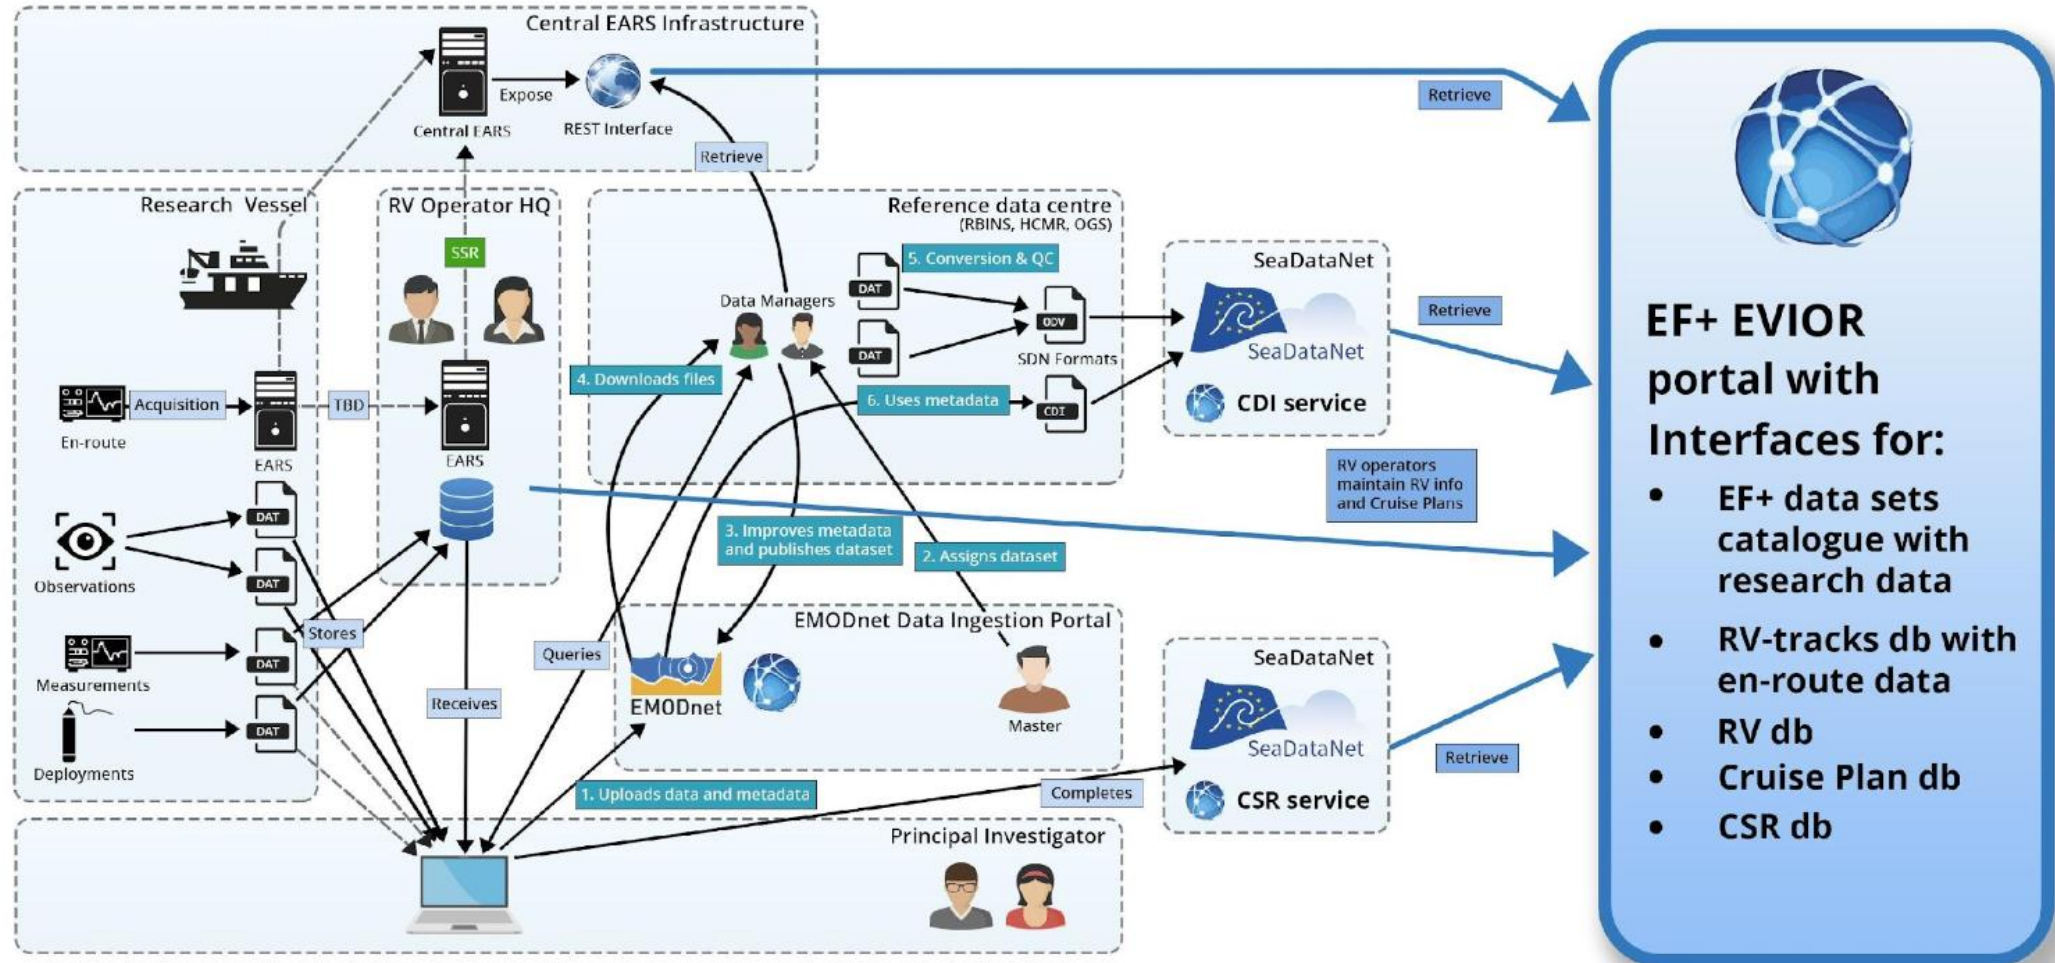 Central EARS Infrastructure
Expose
Central EARS
REST Interface
Retrieve
Retrieve
Research Vessel
RV Operator HQ
SSR
En-route
Acquisition
EARS
TBD
EARS
DAT
DAT
Observations
DAT
Stores
Measurements
DAT
Deployments
Receives
Reference data centre
(RBINS, HCMR, OGS)
5. Conversion & QC
Data Managers
DAT
DAT
ODV
SDN Formats
4. Downloads files
6. Uses metadata
CDI
3. Improves metadata
and publishes dataset
2. Assigns dataset
EMODnet Data Ingestion Portal
Queries
EMODnet
Master
1. Uploads data and metadata
Completes
Principal Investigator
SeaDataNet
SeaDataNet
CDI service
Retrieve
RV operators
maintain RV info
and Cruise Plans
SeaDataNet
SeaDataNet
CSR service
Retrieve
EF+ EVIOR
portal with
Interfaces for:
• EF+ data sets
catalogue with
research data
• RV-tracks db with
en-route data
• RV db
• Cruise Plan db
• CSR db